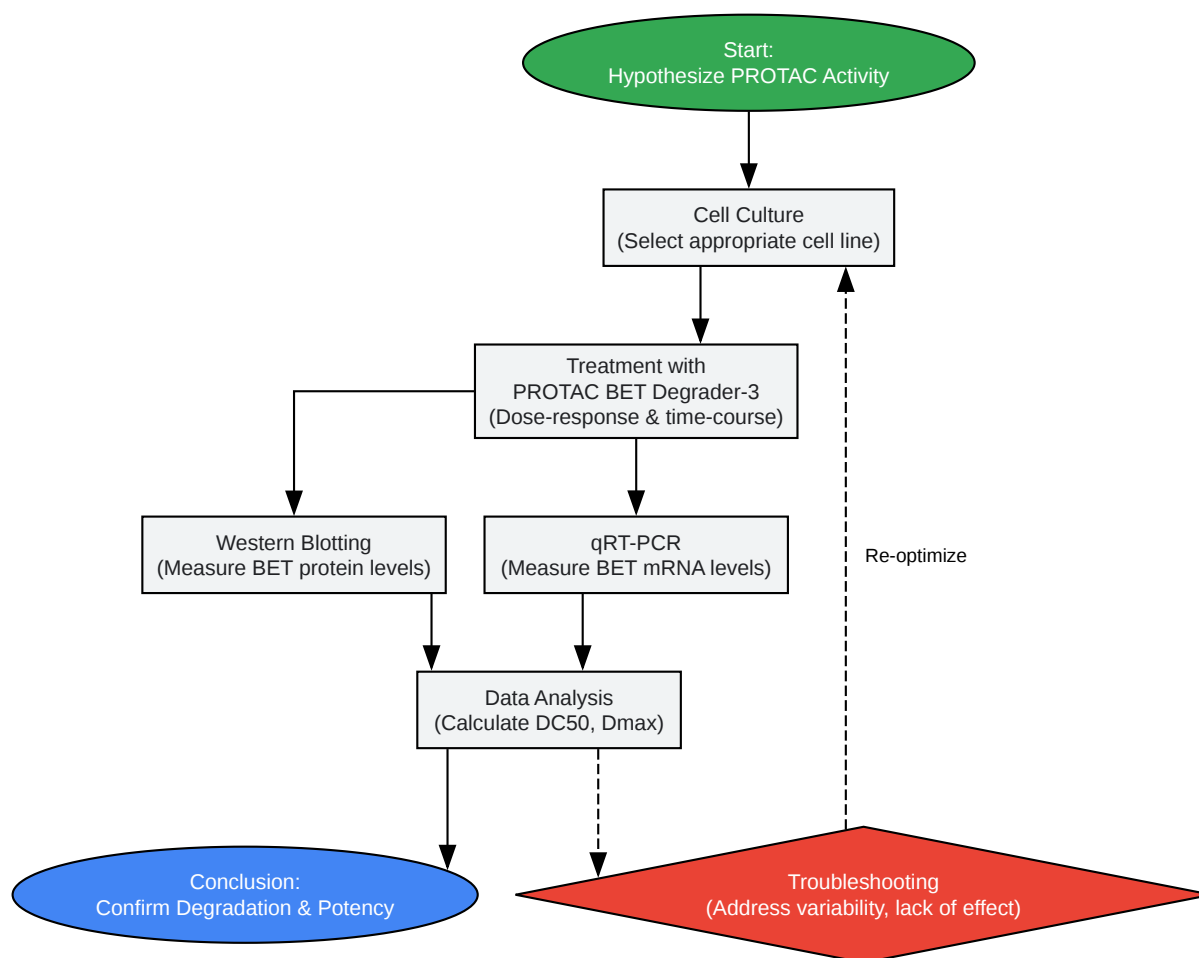 Start:
Hypothesize PROTAC Activity
Cell Culture
(Select appropriate cell line)
Treatment with
PROTAC BET Degrader-3
(Dose-response & time-course)
Western Blotting
(Measure BET protein levels)
qRT-PCR
(Measure BET mRNA levels)
Re-optimize
Data Analysis
(Calculate DC50, Dmax)
Conclusion:
Confirm Degradation & Potency
Troubleshooting
(Address variability, lack of effect)